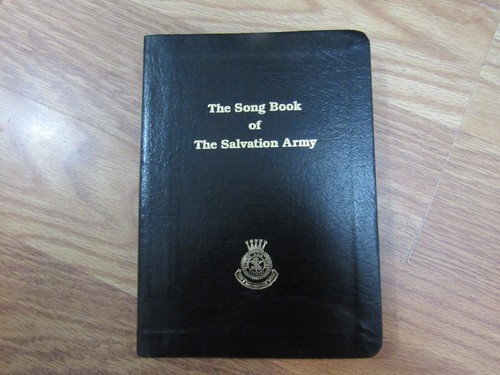 The Song Book
of
The Salvation Army